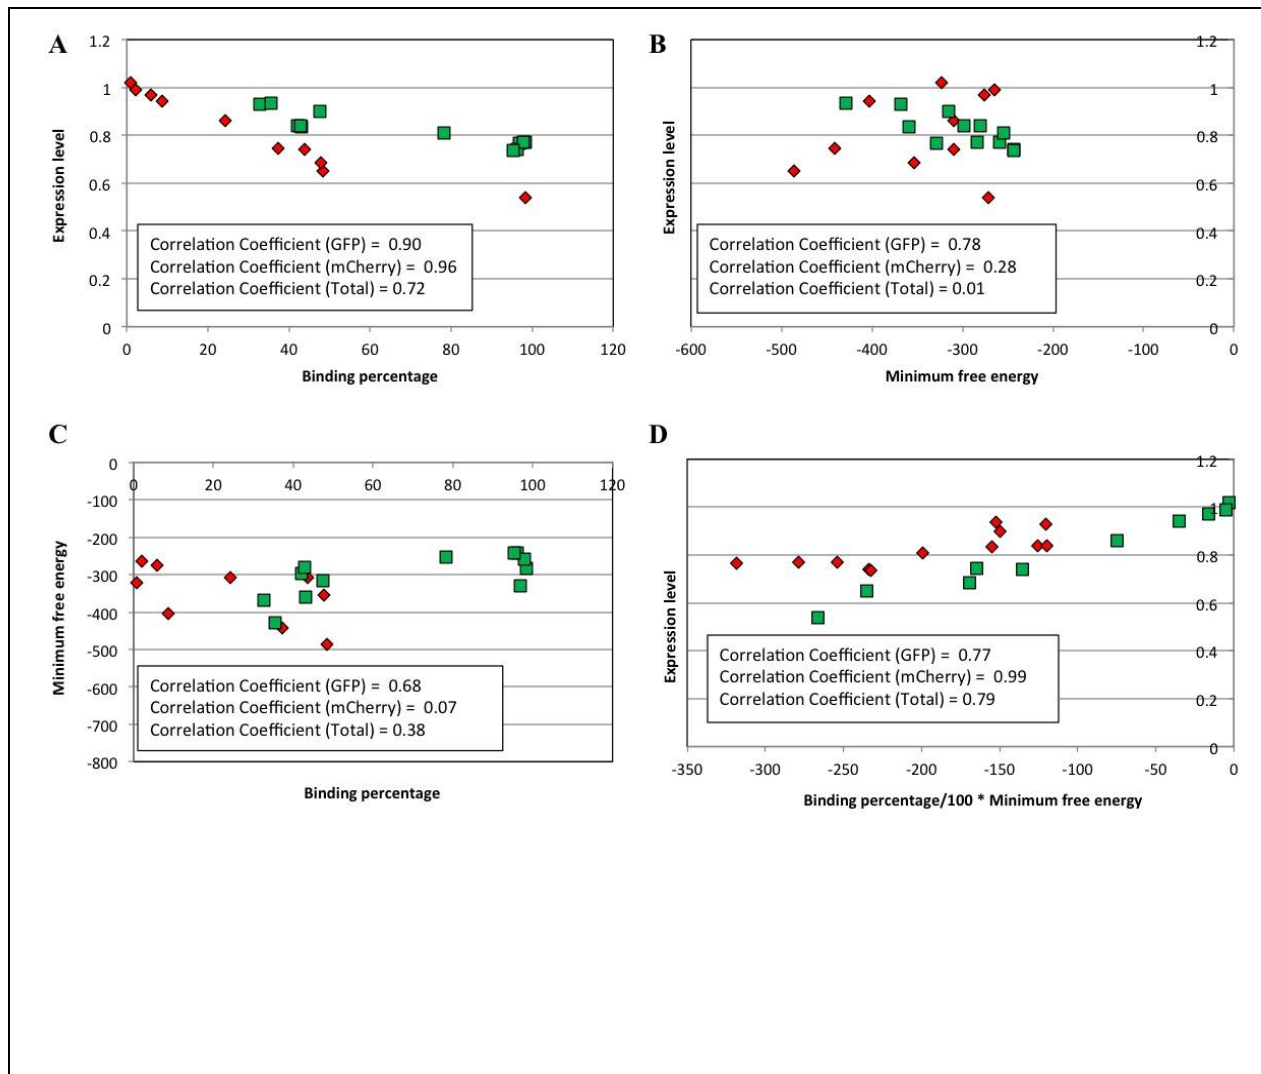 A
1.2
1
0.8
0.6
0.4
0.2
0
Expression level
Correlation Coefficient (GFP) = 0.90
Correlation Coefficient (mCherry) = 0.96
Correlation Coefficient (Total) = 0.72
0 20 40 60 80 100 120
Binding percentage
B
1.2
1
0.8
0.6
0.4
0.2
0
Expression level
Correlation Coefficient (GFP) = 0.78
Correlation Coefficient (mCherry) = 0.28
Correlation Coefficient (Total) = 0.01
-600 -500 -400 -300 -200 -100 0
Minimum free energy
C
0
-100
-200
-300
-400
-500
-600
-700
-800
0 20 40 60 80 100 120
Minimum free energy
Correlation Coefficient (GFP) = 0.68
Correlation Coefficient (mCherry) = 0.07
Correlation Coefficient (Total) = 0.38
Binding percentage
D
1.2
1
0.8
0.6
0.4
0.2
0
Expression level
Correlation Coefficient (GFP) = 0.77
Correlation Coefficient (mCherry) = 0.99
Correlation Coefficient (Total) = 0.79
-350 -300 -250 -200 -150 -100 -50 0
Binding percentage/100 * Minimum free energy